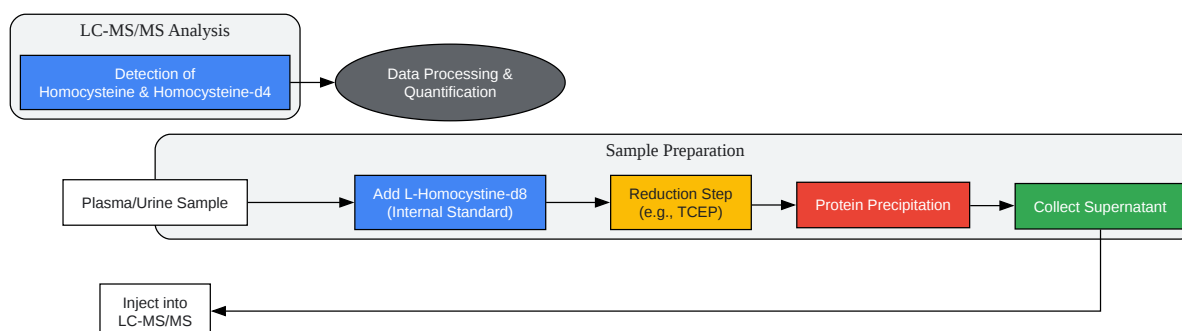 LC-MS/MS Analysis
Detection of
Homocysteine & Homocysteine-d4
Data Processing &
Quantification
Sample Preparation
Plasma/Urine Sample
Add L-Homocystine-d8
(Internal Standard)
Reduction Step
(e.g., TCEP)
Protein Precipitation
Collect Supernatant
Inject into
LC-MS/MS